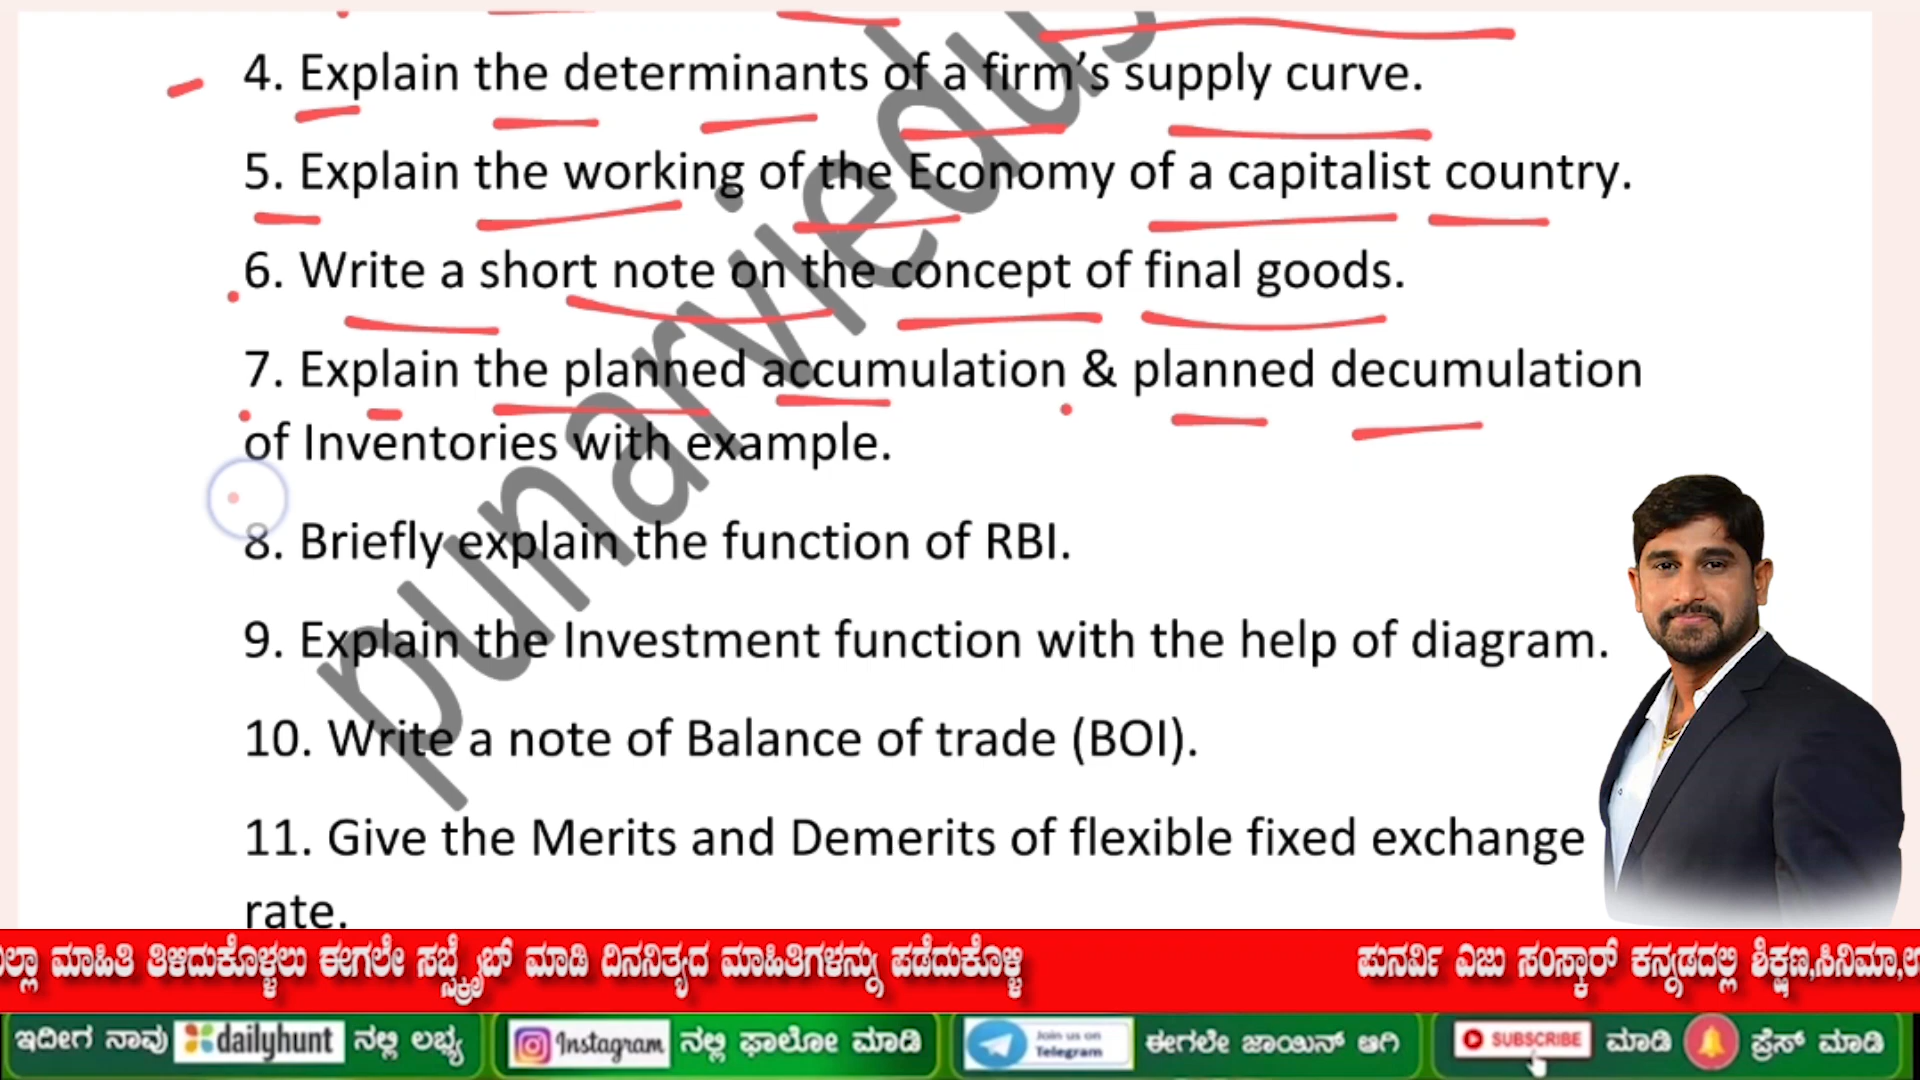 4. Explain the determinants of a firm's supply curve.
5. Explain the working of the Economy of a capitalist country.
6. Write a short note on the concept of final goods.
7. Explain the planned accumulation & planned decumulation
of Inventories with example.
8. Briefly explain the function of RBI.
9. Explain the Investment function with the help of diagram.
10. Write a note of Balance of trade (BOI).
11. Give the Merits and Demerits of flexible fixed exchange
rate.
punarviedus
ಮಾಹಿತಿ ತಿಳಿದುಕೊಳ್ಳಲು ಈಗಲೇ ಸಬ್ಸ್ಕ್ರೈಬ್ ಮಾಡಿ ದಿನನಿತ್ಯದ ಮಾಹಿತಿಗಳನ್ನು ಪಡೆದುಕೊಳ್ಳಿ ಪುನರ್ವಿ ಎಜು ಸಂಸ್ಕಾರ್ ಕನ್ನಡದಲ್ಲಿ ಶಿಕ್ಷಣ,ಸಿನಿಮಾ,
ಇದೀಗ ನಾವು dailyhunt ನಲ್ಲಿ ಲಭ್ಯ Instagram ನಲ್ಲಿ ಫಾಲೋ ಮಾಡಿ Join us on Telegram ಈಗಲೇ ಜಾಯಿನ್ ಆಗಿ SUBSCRIBE ಮಾಡಿ ಪ್ರೆಸ್ ಮಾಡಿ